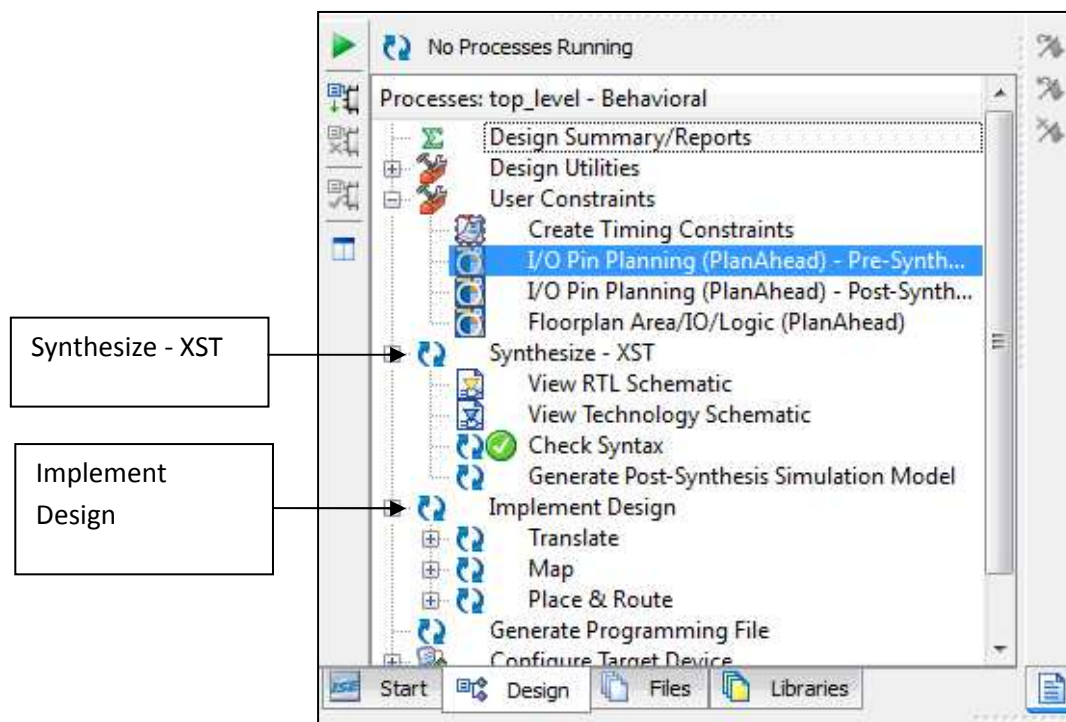 No Processes Running
Processes: top_level - Behavioral
Design Summary/Reports
Design Utilities
User Constraints
Create Timing Constraints
I/O Pin Planning (PlanAhead) - Pre-Synth...
I/O Pin Planning (PlanAhead) - Post-Synth...
Floorplan Area/IO/Logic (PlanAhead)
Synthesize - XST
Synthesize - XST
View RTL Schematic
View Technology Schematic
Check Syntax
Generate Post-Synthesis Simulation Model
Implement
Design
Implement Design
Translate
Map
Place & Route
Generate Programming File
Configure Target Device
ISE Start Design Files Libraries